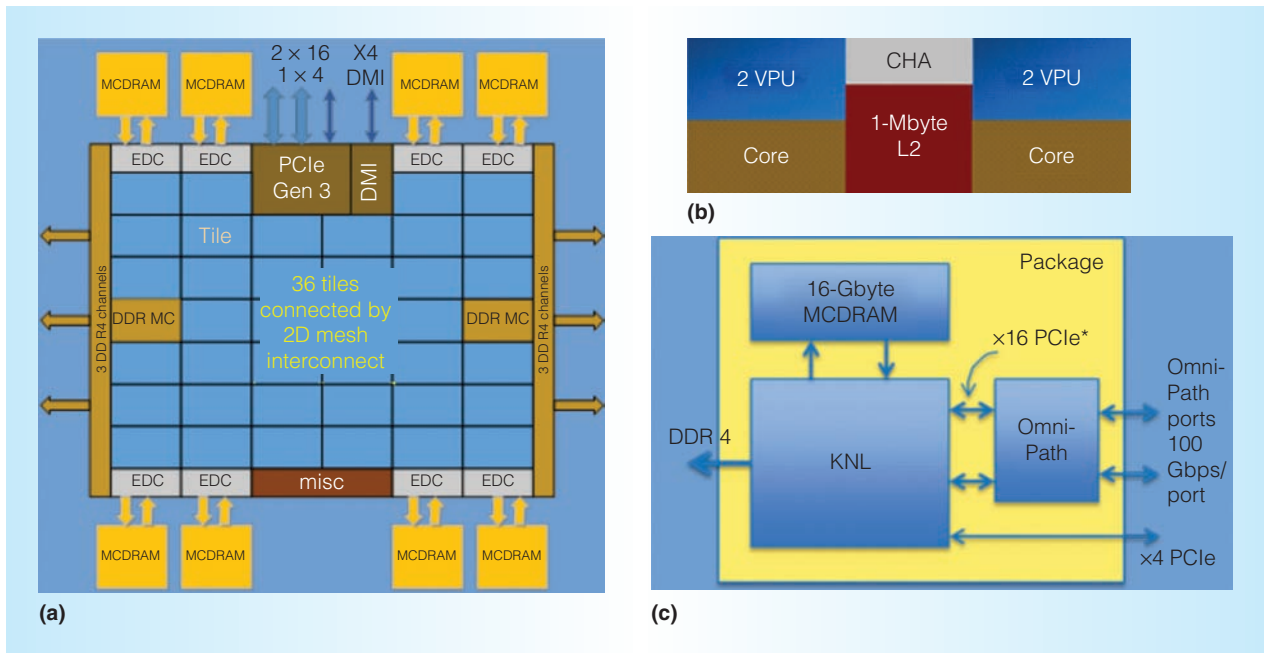 MCDRAM
MCDRAM
2 × 16
1 × 4
X4
DMI
MCDRAM
MCDRAM
EDC
EDC
PCIe
Gen 3
DMI
EDC
EDC
Tile
3 DD R4 channels
DDR MC
36 tiles
connected by
2D mesh
interconnect
DDR MC
3 DD R4 channels
EDC
EDC
misc
EDC
EDC
MCDRAM
MCDRAM
MCDRAM
MCDRAM
(a)
2 VPU
CHA
2 VPU
Core
1-Mbyte
L2
Core
(b)
Package
16-Gbyte
MCDRAM
×16 PCIe*
DDR 4
KNL
Omni-
Path
Omni-
Path
ports
100
Gbps/
port
×4 PCIe
(c)